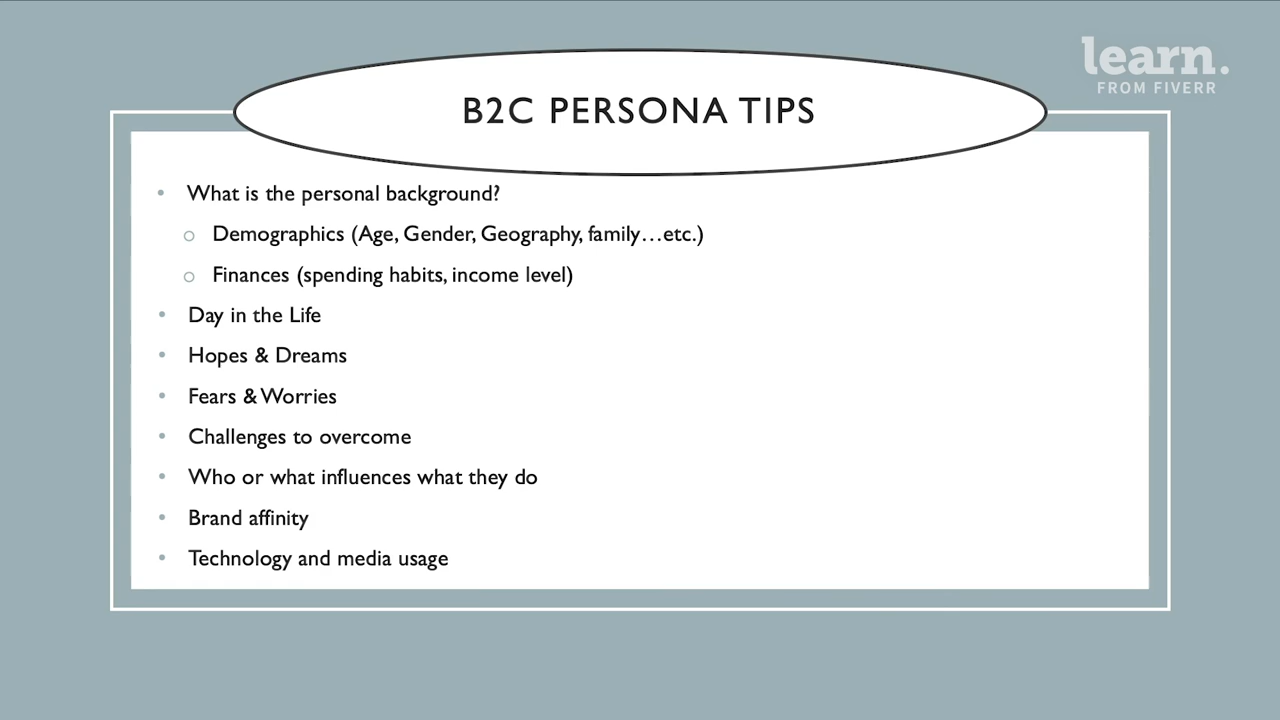 learn.
FROM FIVERR
B2C PERSONA TIPS
• What is the personal background?
o Demographics (Age, Gender, Geography, family…etc.)
o Finances (spending habits, income level)
• Day in the Life
• Hopes & Dreams
• Fears & Worries
• Challenges to overcome
• Who or what influences what they do
• Brand affinity
• Technology and media usage